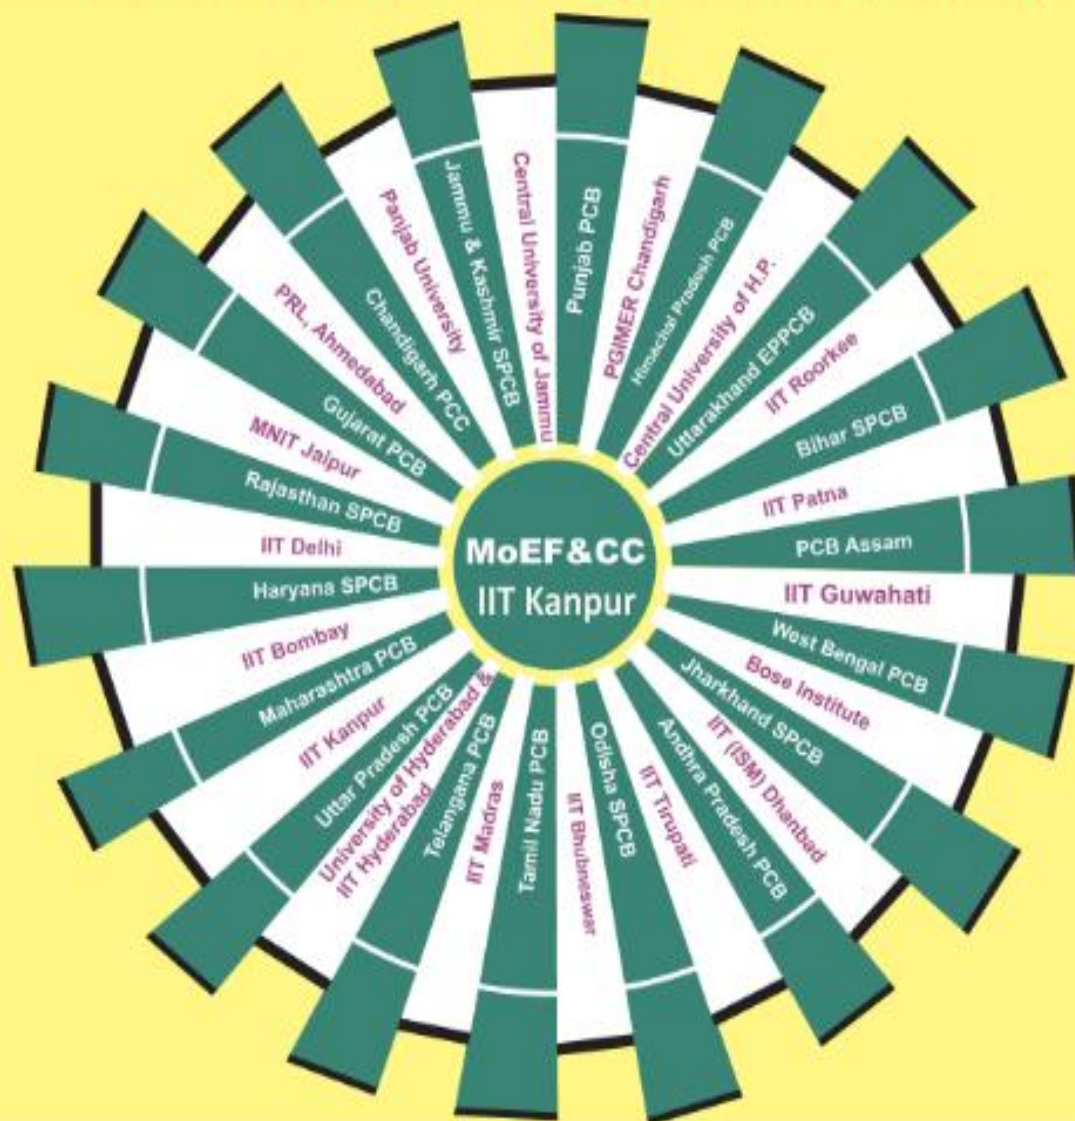 MoEF&CC
IIT Kanpur
Punjab PCB
PGIMER Chandigarh
Himachal Pradesh PCB
Central University of H.P.
Uttarakhand EPPCB
IIT Roorkee
Bihar SPCB
IIT Patna
PCB Assam
IIT Guwahati
West Bengal PCB
Bose Institute
Jharkhand SPCB
IIT (ISM) Dhanbad
Andhra Pradesh PCB
IIT Tirupati
Odisha SPCB
IIT Bhubneswar
Tamil Nadu PCB
IIT Madras
Telangana PCB
University of Hyderabad &
IIT Hyderabad
Uttar Pradesh PCB
IIT Kanpur
Maharashtra PCB
IIT Bombay
Haryana SPCB
IIT Delhi
Rajasthan SPCB
MNIT Jaipur
Gujarat PCB
PRL, Ahmedabad
Chandigarh PCC
Panjab University
Jammu & Kashmir SPCB
Central University of Jammu